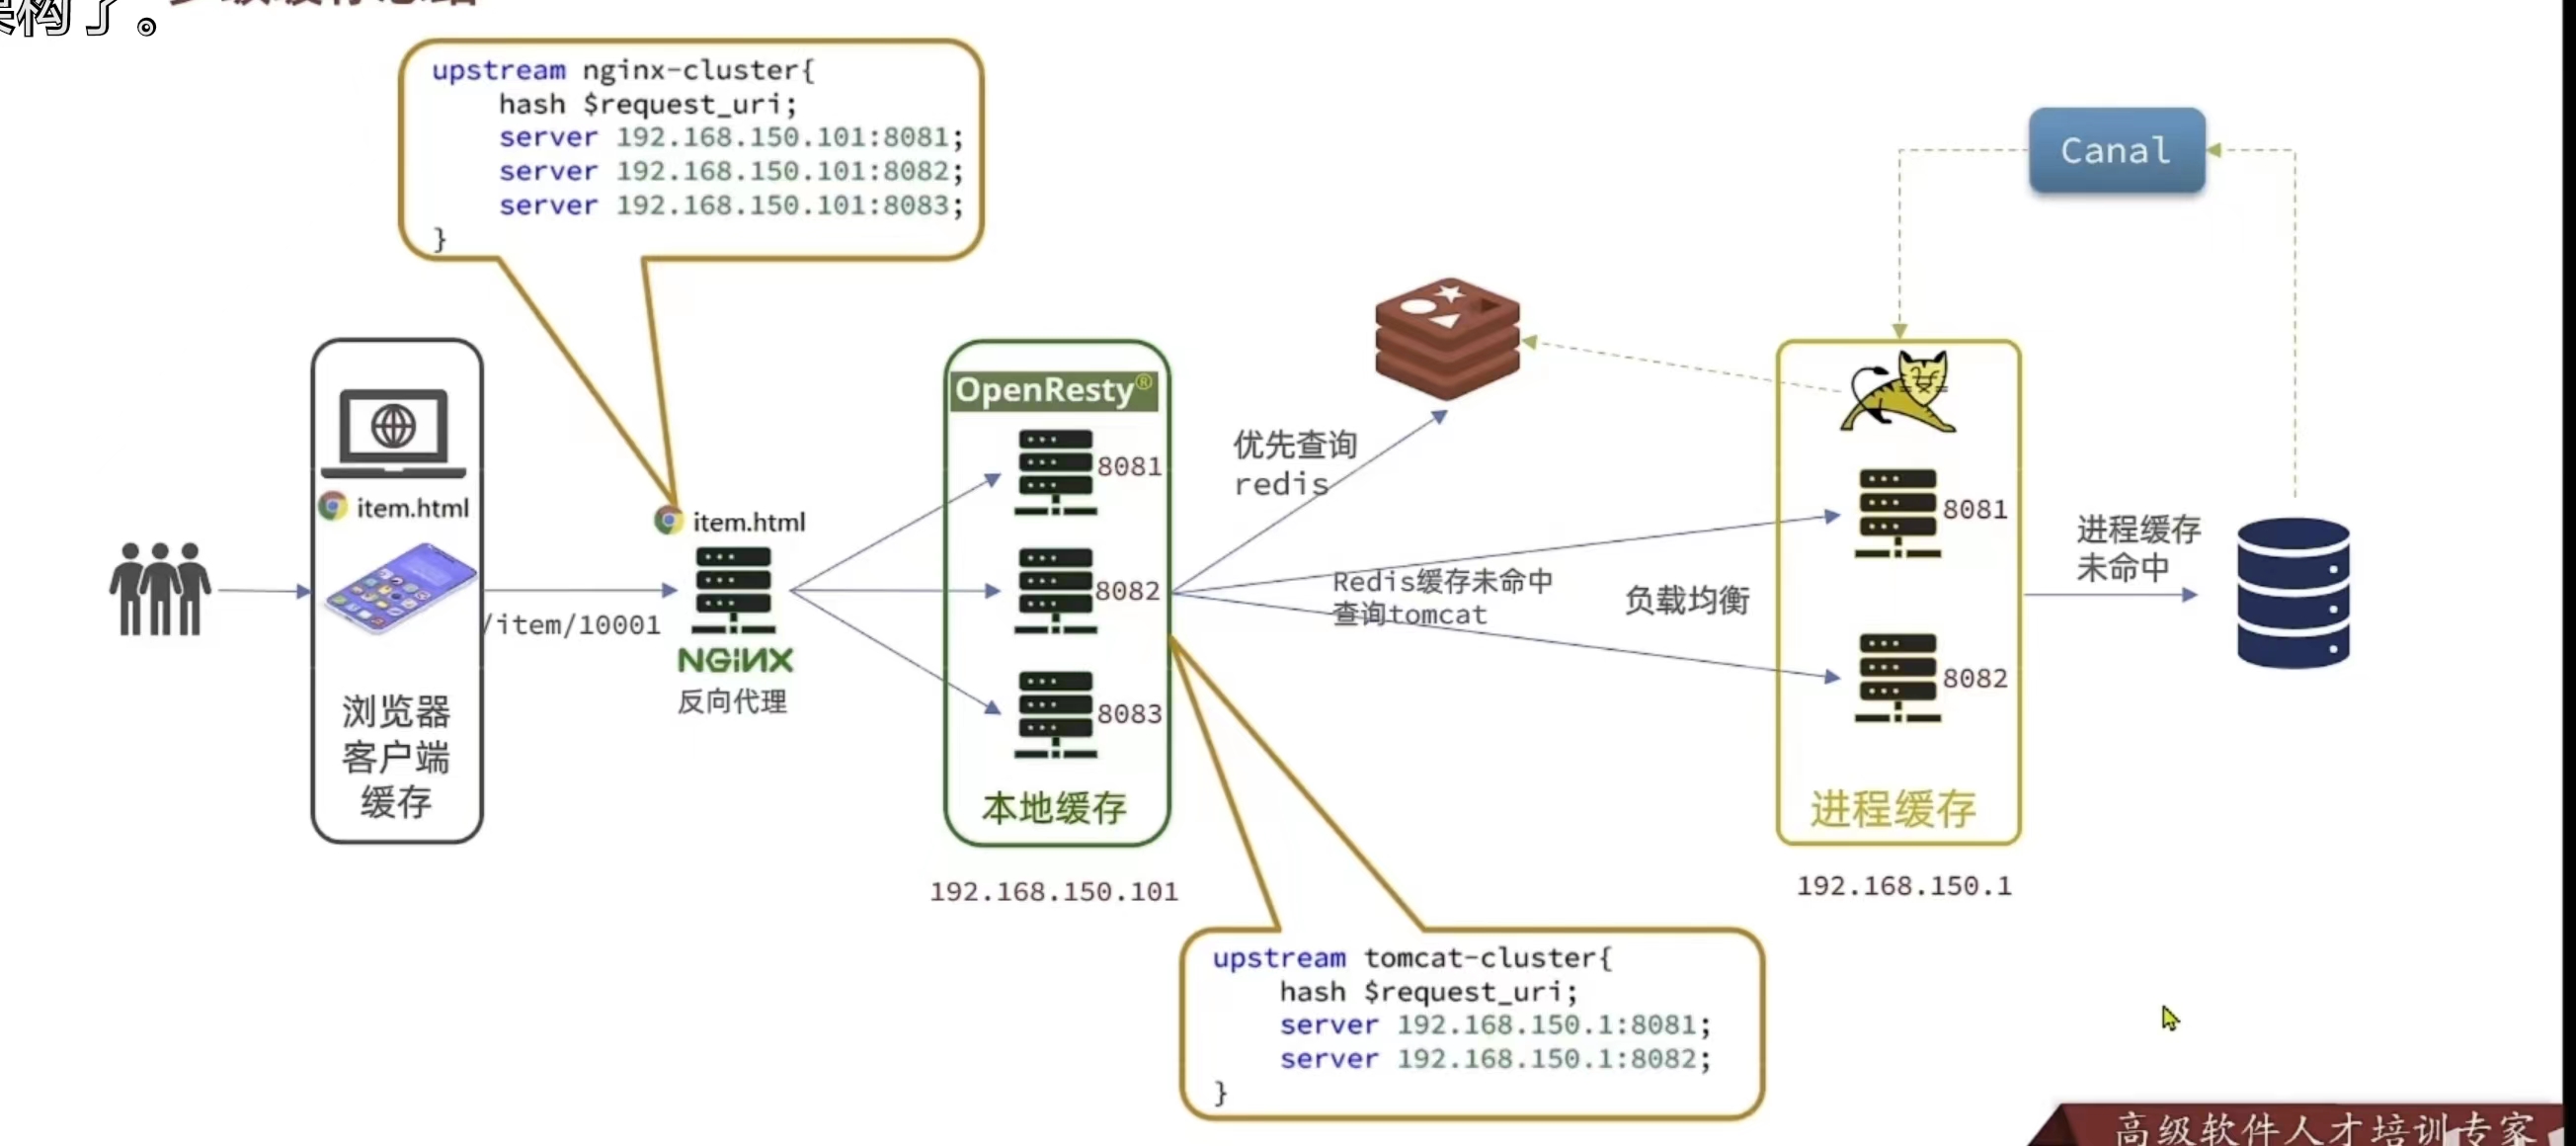 构了。
upstream nginx-cluster{
hash $request_uri;
server 192.168.150.101:8081;
server 192.168.150.101:8082;
server 192.168.150.101:8083;
}
Canal
OpenResty®
8081
8082
8083
本地缓存
192.168.150.101
item.html
浏览器
客户端
缓存
/item/10001
item.html
NGINX
反向代理
优先查询
redis
Redis缓存未命中
查询tomcat
负载均衡
8081
8082
进程缓存
192.168.150.1
进程缓存
未命中
upstream tomcat-cluster{
hash $request_uri;
server 192.168.150.1:8081;
server 192.168.150.1:8082;
}
高级软件人才培训专家